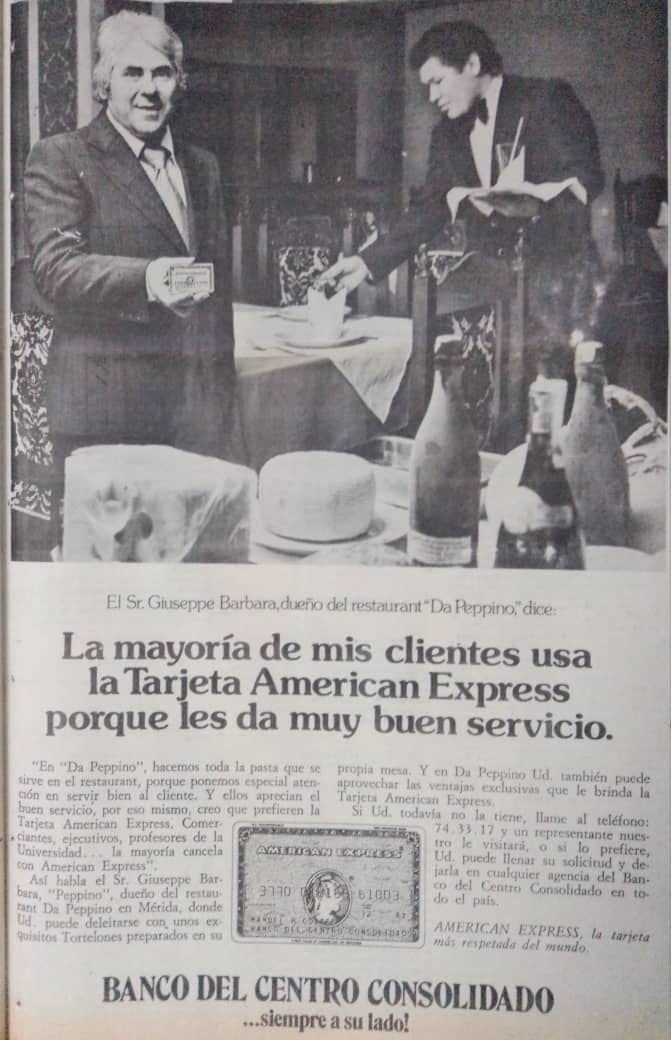 El Sr. Giuseppe Barbara, dueño del restaurant "Da Peppino," dice:
La mayoría de mis clientes usa
la Tarjeta American Express
porque les da muy buen servicio.
"En "Da Peppino", hacemos toda la pasta que se
sirve en el restaurant, porque ponemos especial aten-
ción en servir bien al cliente. Y ellos aprecian el
buen servicio, por eso mismo, creo que prefieren la
Tarjeta American Express. Comer-
ciantes, ejecutivos, profesores de la
Universidad... la mayoría cancela
con American Express".
Así habla el Sr. Giuseppe Bar-
bara, "Peppino", dueño del restau-
rant Da Peppino en Mérida, donde
Ud. puede deleitarse con unos ex-
quisitos Tortelones preparados en su
propia mesa. Y en Da Peppino Ud. también puede
aprovechar las ventajas exclusivas que le brinda la
Tarjeta American Express.
Si Ud. todavía no la tiene, llame al teléfono:
74.33.17 y un representante nues-
tro le visitará, o si lo prefiere,
Ud. puede llenar su solicitud y de-
jarla en cualquier agencia del Ban-
co del Centro Consolidado en to-
do el país.
AMERICAN EXPRESS, la tarjeta
más respetada del mundo.
AMERICAN EXPRESS
3770 61003
MANUEL
BANCO DEL CENTRO CONSOLIDADO
BANCO DEL CENTRO CONSOLIDADO
...siempre a su lado!